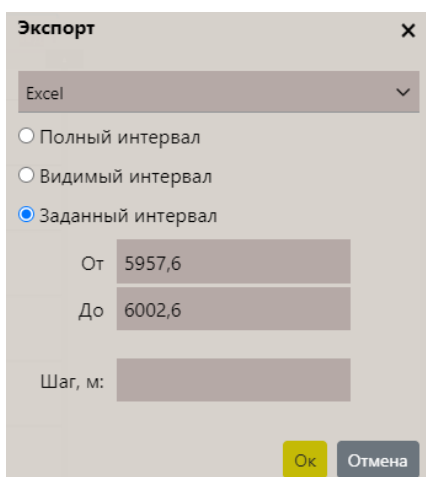 Экспорт
Excel
Полный интервал
Видимый интервал
Заданный интервал
От 5957,6
До 6002,6
Шаг, м:
Ок Отмена